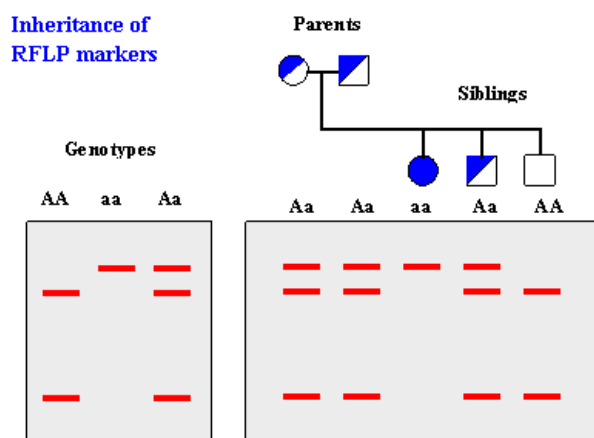 Inheritance of
RFLP markers
Parents
Siblings
Genotypes
AA aa Aa
Aa Aa aa Aa AA